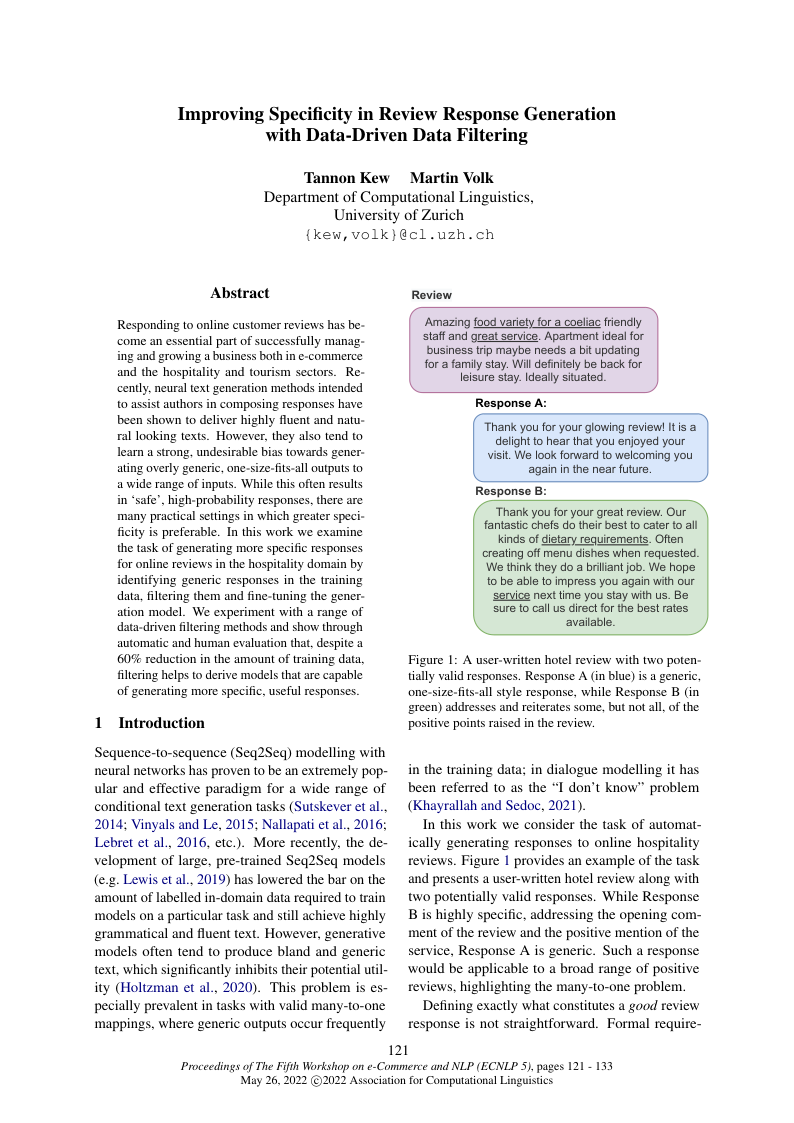 Improving Specificity in Review Response Generation
with Data-Driven Data Filtering
Tannon Kew Martin Volk
Department of Computational Linguistics,
University of Zurich
{kew,volk}@cl.uzh.ch
Abstract
Responding to online customer reviews has be-
come an essential part of successfully manag-
ing and growing a business both in e-commerce
and the hospitality and tourism sectors. Re-
cently, neural text generation methods intended
to assist authors in composing responses have
been shown to deliver highly fluent and natu-
ral looking texts. However, they also tend to
learn a strong, undesirable bias towards gener-
ating overly generic, one-size-fits-all outputs to
a wide range of inputs. While this often results
in ‘safe’, high-probability responses, there are
many practical settings in which greater speci-
ficity is preferable. In this work we examine
the task of generating more specific responses
for online reviews in the hospitality domain by
identifying generic responses in the training
data, filtering them and fine-tuning the gener-
ation model. We experiment with a range of
data-driven filtering methods and show through
automatic and human evaluation that, despite a
60% reduction in the amount of training data,
filtering helps to derive models that are capable
of generating more specific, useful responses.
1 Introduction
Sequence-to-sequence (Seq2Seq) modelling with
neural networks has proven to be an extremely pop-
ular and effective paradigm for a wide range of
conditional text generation tasks (Sutskever et al.,
2014; Vinyals and Le, 2015; Nallapati et al., 2016;
Lebret et al., 2016, etc.). More recently, the de-
velopment of large, pre-trained Seq2Seq models
(e.g. Lewis et al., 2019) has lowered the bar on the
amount of labelled in-domain data required to train
models on a particular task and still achieve highly
grammatical and fluent text. However, generative
models often tend to produce bland and generic
text, which significantly inhibits their potential util-
ity (Holtzman et al., 2020). This problem is es-
pecially prevalent in tasks with valid many-to-one
mappings, where generic outputs occur frequently
Review
Amazing food variety for a coeliac friendly
staff and great service. Apartment ideal for
business trip maybe needs a bit updating
for a family stay. Will definitely be back for
leisure stay. Ideally situated.
Response A:
Thank you for your glowing review! It is a
delight to hear that you enjoyed your
visit. We look forward to welcoming you
again in the near future.
Response B:
Thank you for your great review. Our
fantastic chefs do their best to cater to all
kinds of dietary requirements. Often
creating off menu dishes when requested.
We think they do a brilliant job. We hope
to be able to impress you again with our
service next time you stay with us. Be
sure to call us direct for the best rates
available.
Figure 1: A user-written hotel review with two poten-
tially valid responses. Response A (in blue) is a generic,
one-size-fits-all style response, while Response B (in
green) addresses and reiterates some, but not all, of the
positive points raised in the review.
in the training data; in dialogue modelling it has
been referred to as the “I don’t know” problem
(Khayrallah and Sedoc, 2021).
In this work we consider the task of automat-
ically generating responses to online hospitality
reviews. Figure 1 provides an example of the task
and presents a user-written hotel review along with
two potentially valid responses. While Response
B is highly specific, addressing the opening com-
ment of the review and the positive mention of the
service, Response A is generic. Such a response
would be applicable to a broad range of positive
reviews, highlighting the many-to-one problem.
Defining exactly what constitutes a good review
response is not straightforward. Formal require-
121
Proceedings of The Fifth Workshop on e-Commerce and NLP (ECNLP 5), pages 121 - 133
May 26, 2022 ©2022 Association for Computational Linguistics